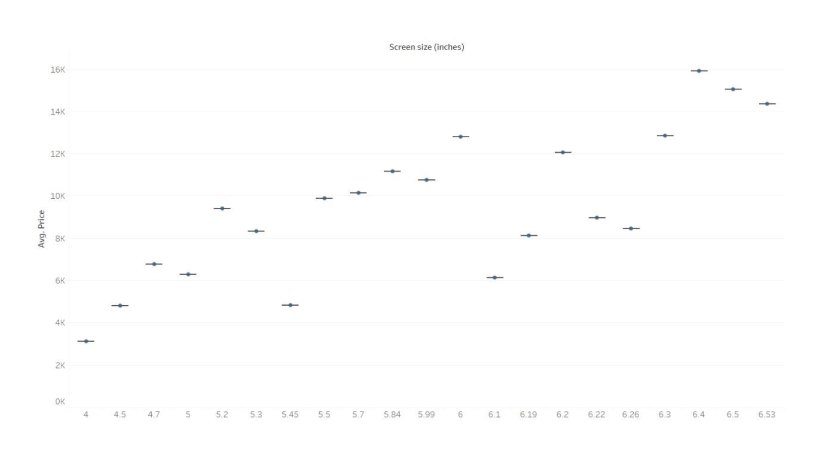 Screen size (inches)
16K
14K
12K
10K
8K
6K
4K
2K
0K
Avg. Price
4 4.5 4.7 5 5.2 5.3 5.45 5.5 5.7 5.84 5.99 6 6.1 6.19 6.2 6.22 6.26 6.3 6.4 6.5 6.53